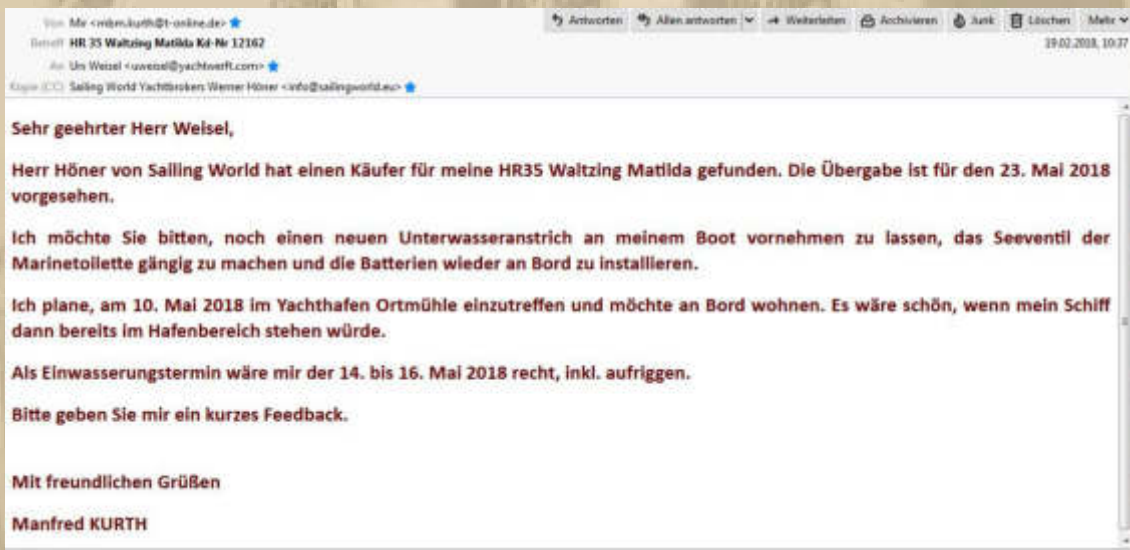 Von Mir <mbm.kurth@t-online.de>
Antworten Allen antworten Weiterleiten Archivieren Junk Löschen Mehr
Betreff HR 35 Waltzing Matilda Kd-Nr 12162
19.02.2018, 10:37
An Weisel <uweisel@yachtwerft.com>
Kopie (CC) Sailing World Yachtbrokers Werner Höner <info@sailingworld.eu>
Sehr geehrter Herr Weisel,
Herr Höner von Sailing World hat einen Käufer für meine HR35 Waltzing Matilda gefunden. Die Übergabe ist für den 23. Mai 2018
vorgesehen.
Ich möchte Sie bitten, noch einen neuen Unterwasseranstrich an meinem Boot vornehmen zu lassen, das Seeventil der
Marinetoilette gängig zu machen und die Batterien wieder an Bord zu installieren.
Ich plane, am 10. Mai 2018 im Yachthafen Ortmühle einzutreffen und möchte an Bord wohnen. Es wäre schön, wenn mein Schiff
dann bereits im Hafenbereich stehen würde.
Als Einwasserungstermin wäre mir der 14. bis 16. Mai 2018 recht, inkl. aufriggen.
Bitte geben Sie mir ein kurzes Feedback.
Mit freundlichen Grüßen
Manfred KURTH